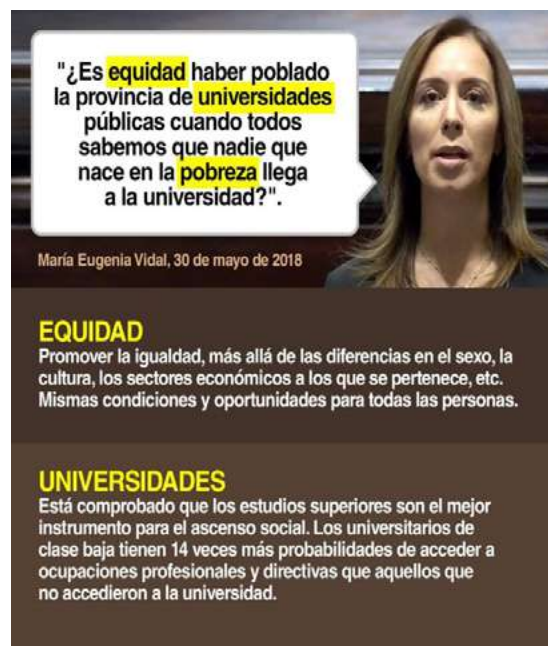 "¿Es equidad haber poblado
la provincia de universidades
públicas cuando todos
sabemos que nadie que
nace en la pobreza llega
a la universidad?".
María Eugenia Vidal, 30 de mayo de 2018
EQUIDAD
Promover la igualdad, más allá de las diferencias en el sexo, la
cultura, los sectores económicos a los que se pertenece, etc.
Mismas condiciones y oportunidades para todas las personas.
UNIVERSIDADES
Está comprobado que los estudios superiores son el mejor
instrumento para el ascenso social. Los universitarios de
clase baja tienen 14 veces más probabilidades de acceder a
ocupaciones profesionales y directivas que aquellos que
no accedieron a la universidad.